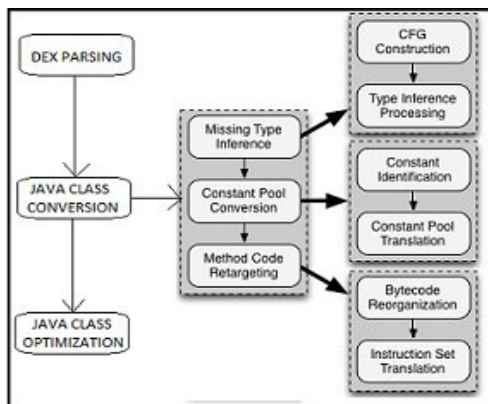 DEX PARSING
JAVA CLASS
CONVERSION
JAVA CLASS
OPTIMIZATION
Missing Type
Inference
Constant Pool
Conversion
Method Code
Retargeting
CFG
Construction
Type Inference
Processing
Constant
Identification
Constant Pool
Translation
Bytecode
Reorganization
Instruction Set
Translation